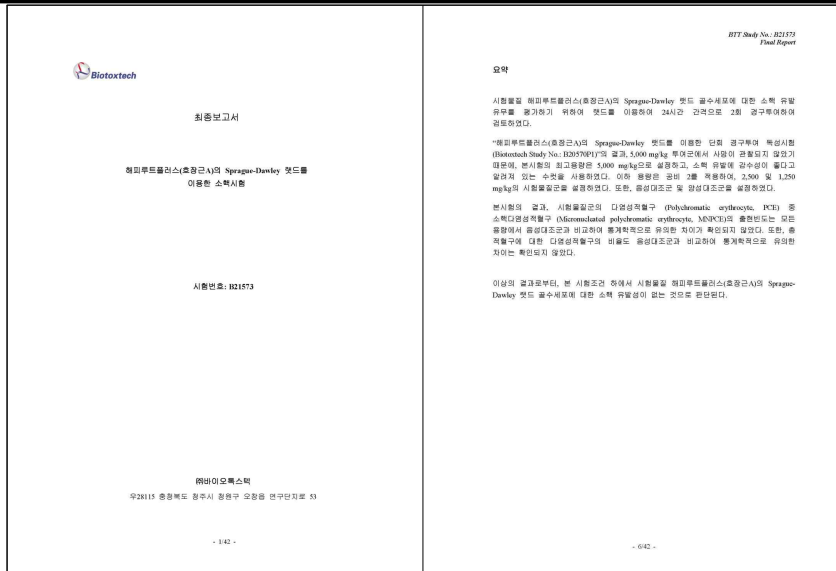 Biotoxtech
최종보고서
해피루트플러스(호장근A)의 Sprague-Dawley 랫드를
이용한 소핵시험
시험번호: B21573
㈜바이오톡스텍
우28115 충청북도 청주시 청원구 오창읍 연구단지로 53
- 1/42 -
BTT Study No.: B21573
Final Report
요약
시험물질 해피루트플러스(호장근A)의 Sprague-Dawley 랫드 골수세포에 대한 소핵 유발
유무를 평가하기 위하여 랫드를 이용하여 24시간 간격으로 2회 경구투여하여
검토하였다.
"해피루트플러스(호장근A)의 Sprague-Dawley 랫드를 이용한 단회 경구투여 독성시험
(Biotoxtech Study No.: B20570P1)"의 결과, 5,000 mg/kg 투여군에서 사망이 관찰되지 않았기
때문에, 본시험의 최고용량은 5,000 mg/kg으로 설정하고, 소핵 유발에 감수성이 좋다고
알려져 있는 수컷을 사용하였다. 이하 용량은 공비 2를 적용하여, 2,500 및 1,250
mg/kg의 시험물질군을 설정하였다. 또한, 음성대조군 및 양성대조군을 설정하였다.
본시험의 결과, 시험물질군의 다염성적혈구 (Polychromatic erythrocyte, PCE) 중
소핵다염성적혈구 (Micronucleated polychromatic erythrocyte, MNPCE)의 출현빈도는 모든
용량에서 음성대조군과 비교하여 통계학적으로 유의한 차이가 확인되지 않았다. 또한, 총
적혈구에 대한 다염성적혈구의 비율도 음성대조군과 비교하여 통계학적으로 유의한
차이는 확인되지 않았다.
이상의 결과로부터, 본 시험조건 하에서 시험물질 해피루트플러스(호장근A)의 Sprague-
Dawley 랫드 골수세포에 대한 소핵 유발성이 없는 것으로 판단된다.
- 6/42 -